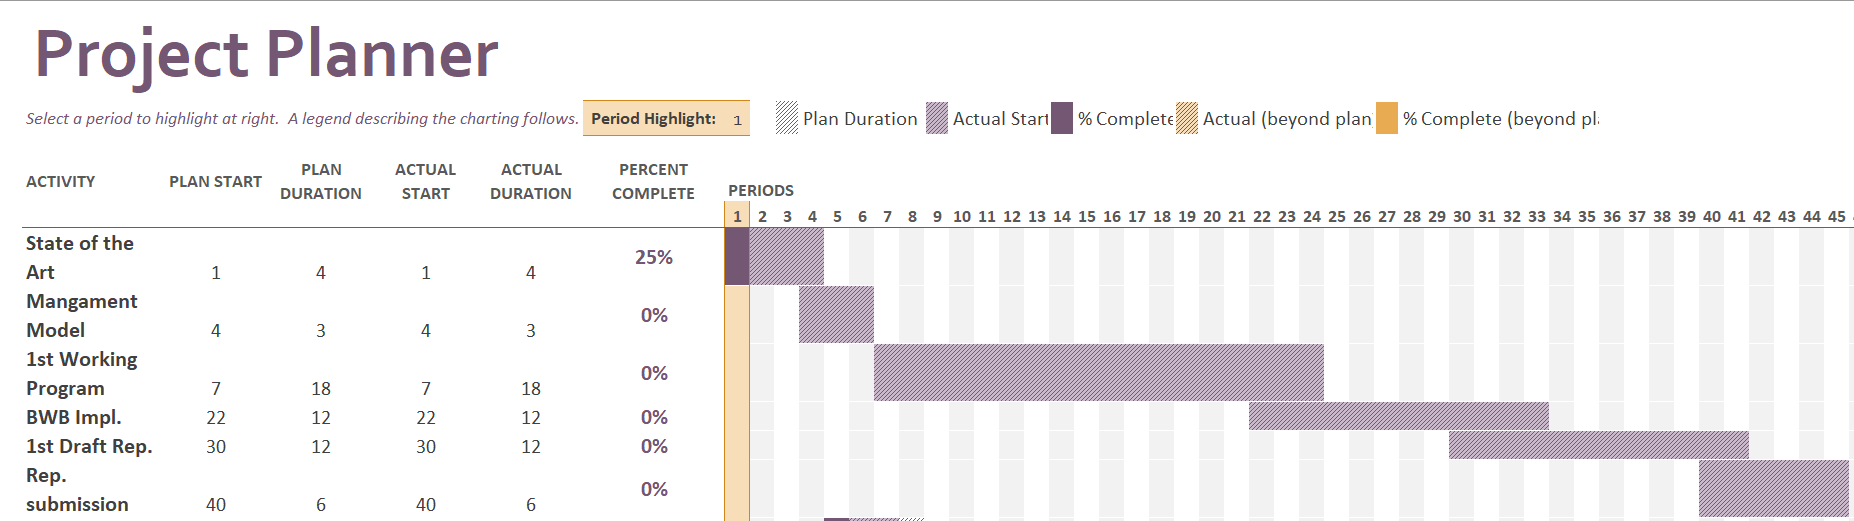 Project Planner
Select a period to highlight at right.  A legend describing the charting follows. Period Highlight: 1 Plan Duration Actual Start % Complete Actual (beyond plan % Complete (beyond pl
ACTIVITY PLAN START PLAN DURATION ACTUAL START ACTUAL DURATION PERCENT COMPLETE PERIODS
1 2 3 4 5 6 7 8 9 10 11 12 13 14 15 16 17 18 19 20 21 22 23 24 25 26 27 28 29 30 31 32 33 34 35 36 37 38 39 40 41 42 43 44 45
State of the
Art 1 4 1 4 25%
Mangament
Model 4 3 4 3 0%
1st Working
Program 7 18 7 18 0%
BWB Impl. 22 12 22 12 0%
1st Draft Rep. 30 12 30 12 0%
Rep.
submission 40 6 40 6 0%